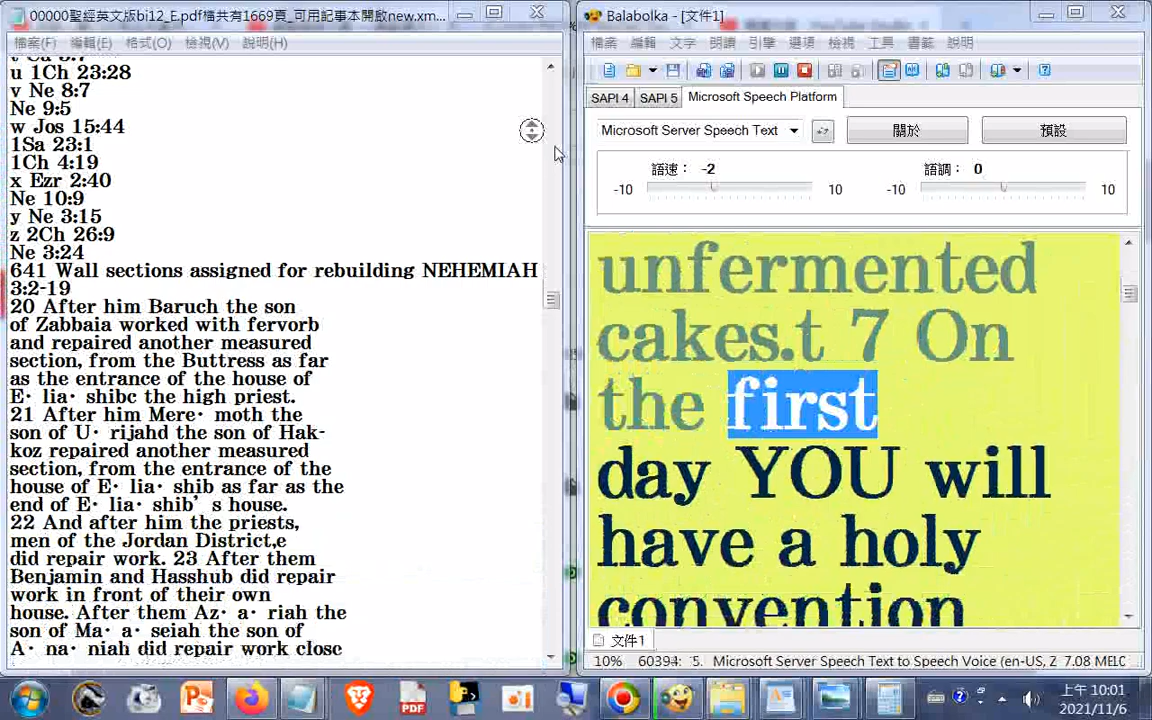 00000聖經英文版bi12_E.pdf檔共有1669頁_可用記事本開啟new.xm...
檔案(F) 編輯(E) 格式(O) 檢視(V) 說明(H)
u 1Ch 23:28
v Ne 8:7
Ne 9:5
w Jos 15:44
1Sa 23:1
1Ch 4:19
x Ezr 2:40
Ne 10:9
y Ne 3:15
z 2Ch 26:9
Ne 3:24
641 Wall sections assigned for rebuilding NEHEMIAH
3:2-19
20 After him Baruch the son
of Zabbaia worked with fervorb
and repaired another measured
section, from the Buttress as far
as the entrance of the house of
E· lia· shibc the high priest.
21 After him Mere· moth the
son of U· rijahd the son of Hak-
koz repaired another measured
section, from the entrance of the
house of E· lia· shib as far as the
end of E· lia· shib’s house.
22 And after him the priests,
men of the Jordan District,e
did repair work. 23 After them
Benjamin and Hasshub did repair
work in front of their own
house. After them Az· a· riah the
son of Ma· a· seiah the son of
A· na· niah did repair work close
Balabolka - [文件1]
檔案 編輯 文字 朗讀 引擎 選項 檢視 工具 書籤 說明
SAPI 4 SAPI 5 Microsoft Speech Platform
Microsoft Server Speech Text 關於 預設
語速： -2 語調： 0
-10 10 -10 10
unfermented
cakes.t 7 On
the first
day YOU will
have a holy
convention
文件1
10% 60394: 5. Microsoft Server Speech Text to Speech Voice (en-US, Z 7.08 MELC
PDF
上午 10:01
2021/11/6